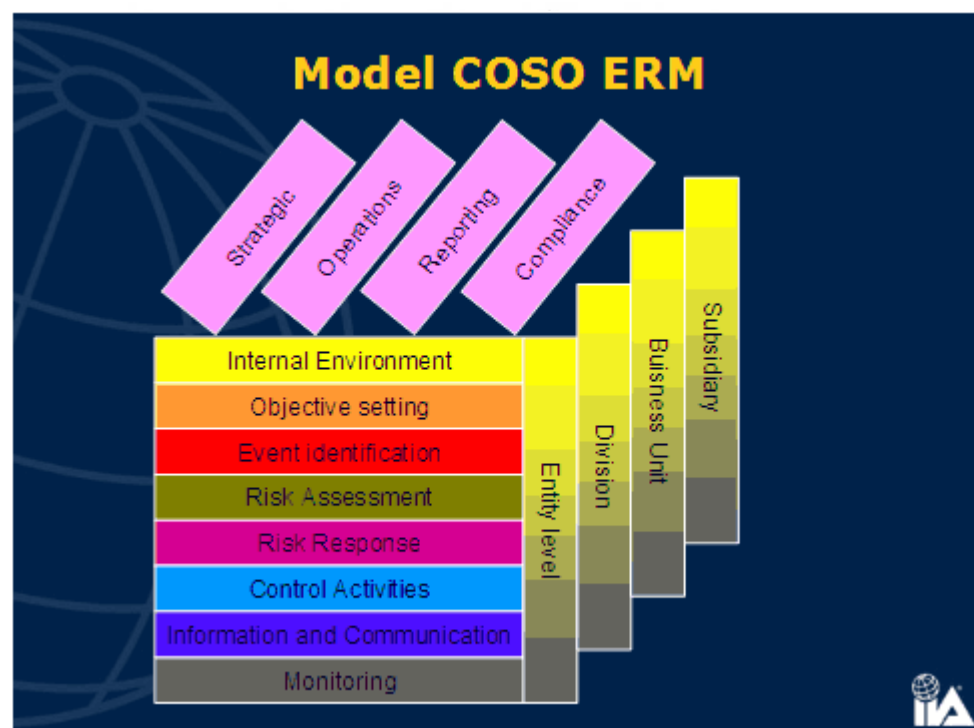 Model COSO ERM
Strategic
Operations
Reporting
Compliance
Internal Environment
Objective setting
Event identification
Risk Assessment
Risk Response
Control Activities
Information and Communication
Monitoring
Entity level
Division
Buisness Unit
Subsidiary
IIA